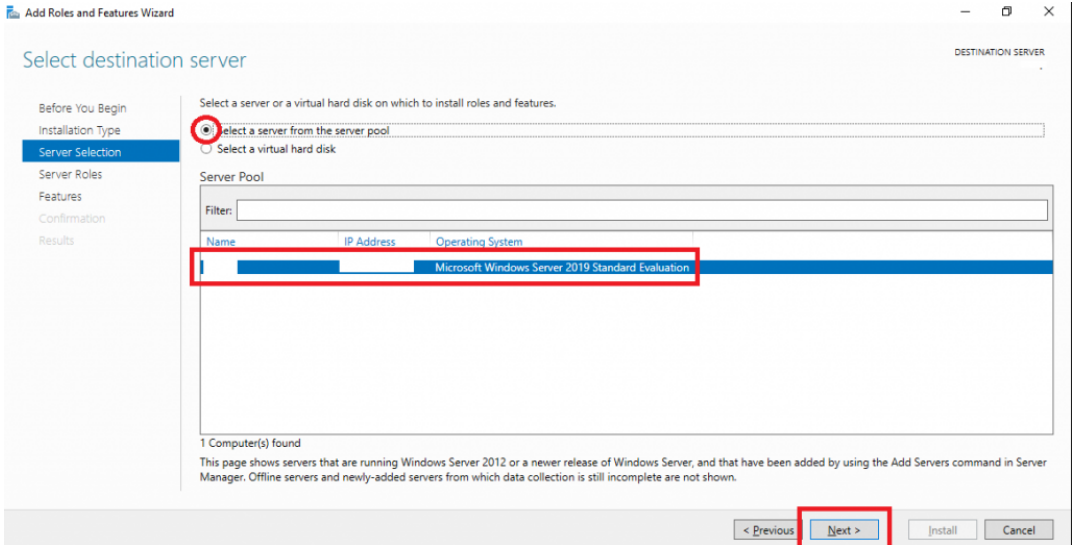 Add Roles and Features Wizard
Select destination server
DESTINATION SERVER
Before You Begin
Installation Type
Server Selection
Server Roles
Features
Confirmation
Results
Select a server or a virtual hard disk on which to install roles and features.
Select a server from the server pool
Select a virtual hard disk
Server Pool
Filter:
Name IP Address Operating System
Microsoft Windows Server 2019 Standard Evaluation
1 Computer(s) found
This page shows servers that are running Windows Server 2012 or a newer release of Windows Server, and that have been added by using the Add Servers command in Server
Manager. Offline servers and newly-added servers from which data collection is still incomplete are not shown.
< Previous Next > Install Cancel